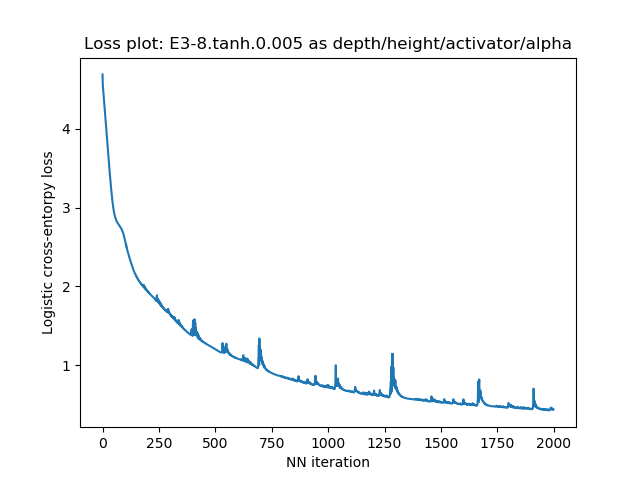 Loss plot: E3-8.tanh.0.005 as depth/height/activator/alpha
Logistic cross-entorpy loss
4
3
2
1
0 250 500 750 1000 1250 1500 1750 2000
NN iteration